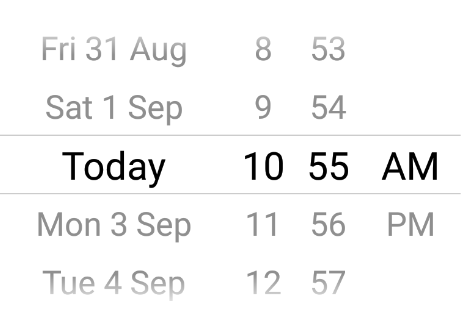 Fri 31 Aug 8 53
Sat 1 Sep 9 54
Today 10 55 AM
Mon 3 Sep 11 56 PM
Tue 4 Sep 12 57